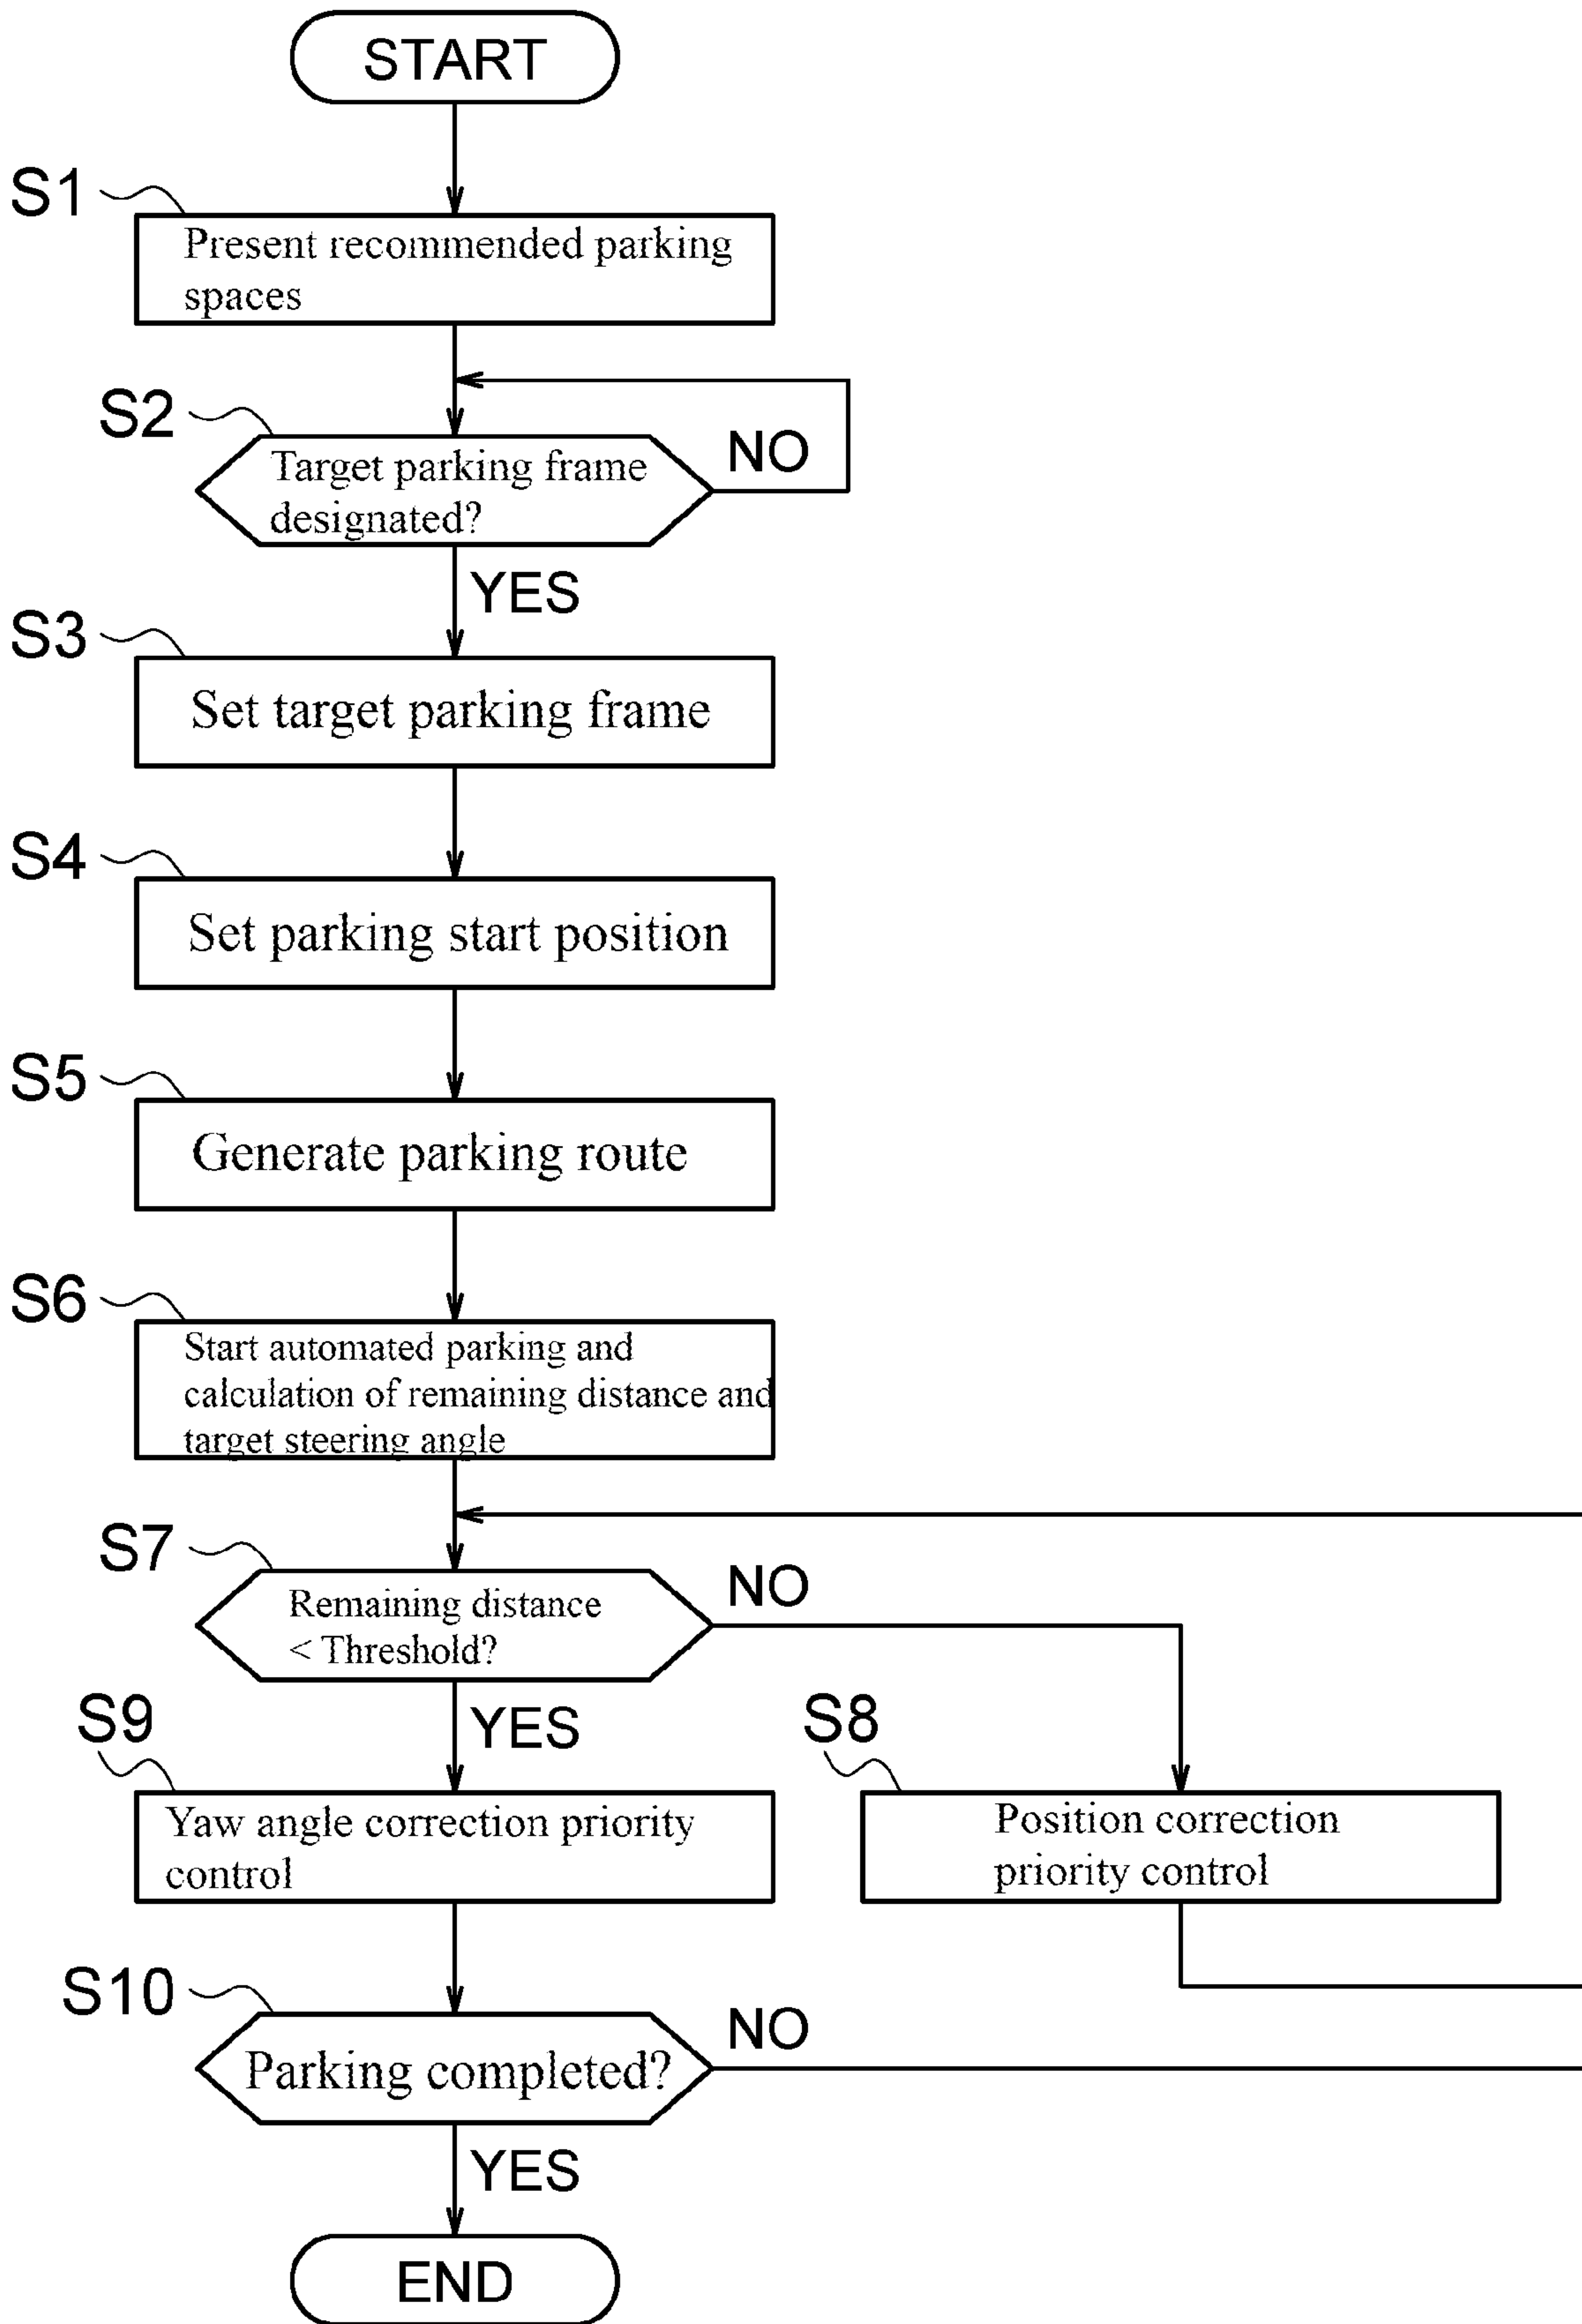 START
S1
Present recommended parking
spaces
S2
Target parking frame
designated?
NO
YES
S3
Set target parking frame
S4
Set parking start position
S5
Generate parking route
S6
Start automated parking and
calculation of remaining distance and
target steering angle
S7
Remaining distance
< Threshold?
NO
YES
S9
Yaw angle correction priority
control
S8
Position correction
priority control
S10
Parking completed?
NO
YES
END